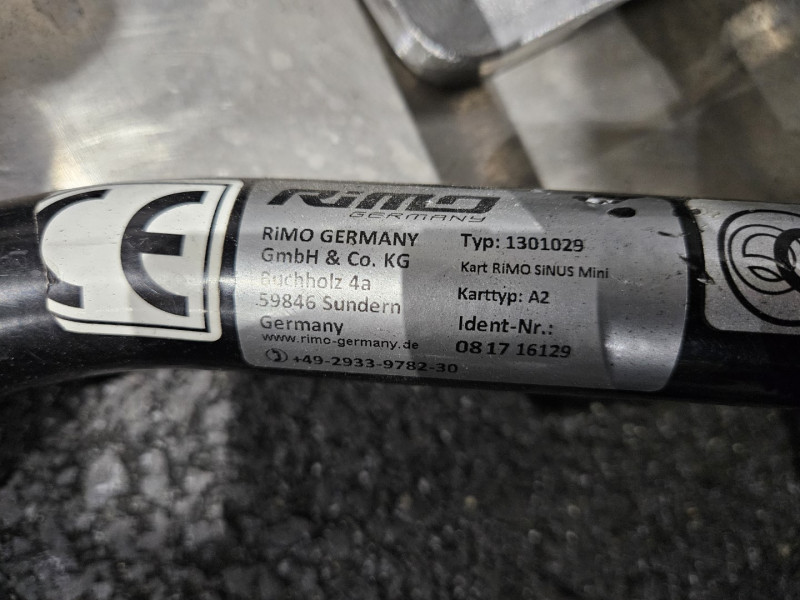 CE
RiMO
GERMANY
RiMO GERMANY
GmbH & Co. KG
Buchholz 4a
59846 Sundern
Germany
www.rimo-germany.de
+49-2933-9782-30
Typ: 1301029
Kart RiMO SiNUS Mini
Karttyp: A2
Ident-Nr.:
08 17 16129